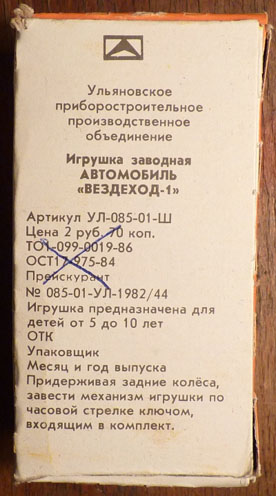 Ульяновское
приборостроительное
производственное
объединение
Игрушка заводная
АВТОМОБИЛЬ
«ВЕЗДЕХОД-1»
Артикул УЛ-085-01-Ш
Цена 2 руб. 70 коп.
ТО1-099-0019-86
ОСТ17-975-84
Прейскурант
№ 085-01-УЛ-1982/44
Игрушка предназначена для
детей от 5 до 10 лет
ОТК
Упаковщик
Месяц и год выпуска
Придерживая задние колёса,
завести механизм игрушки по
часовой стрелке ключом,
входящим в комплект.